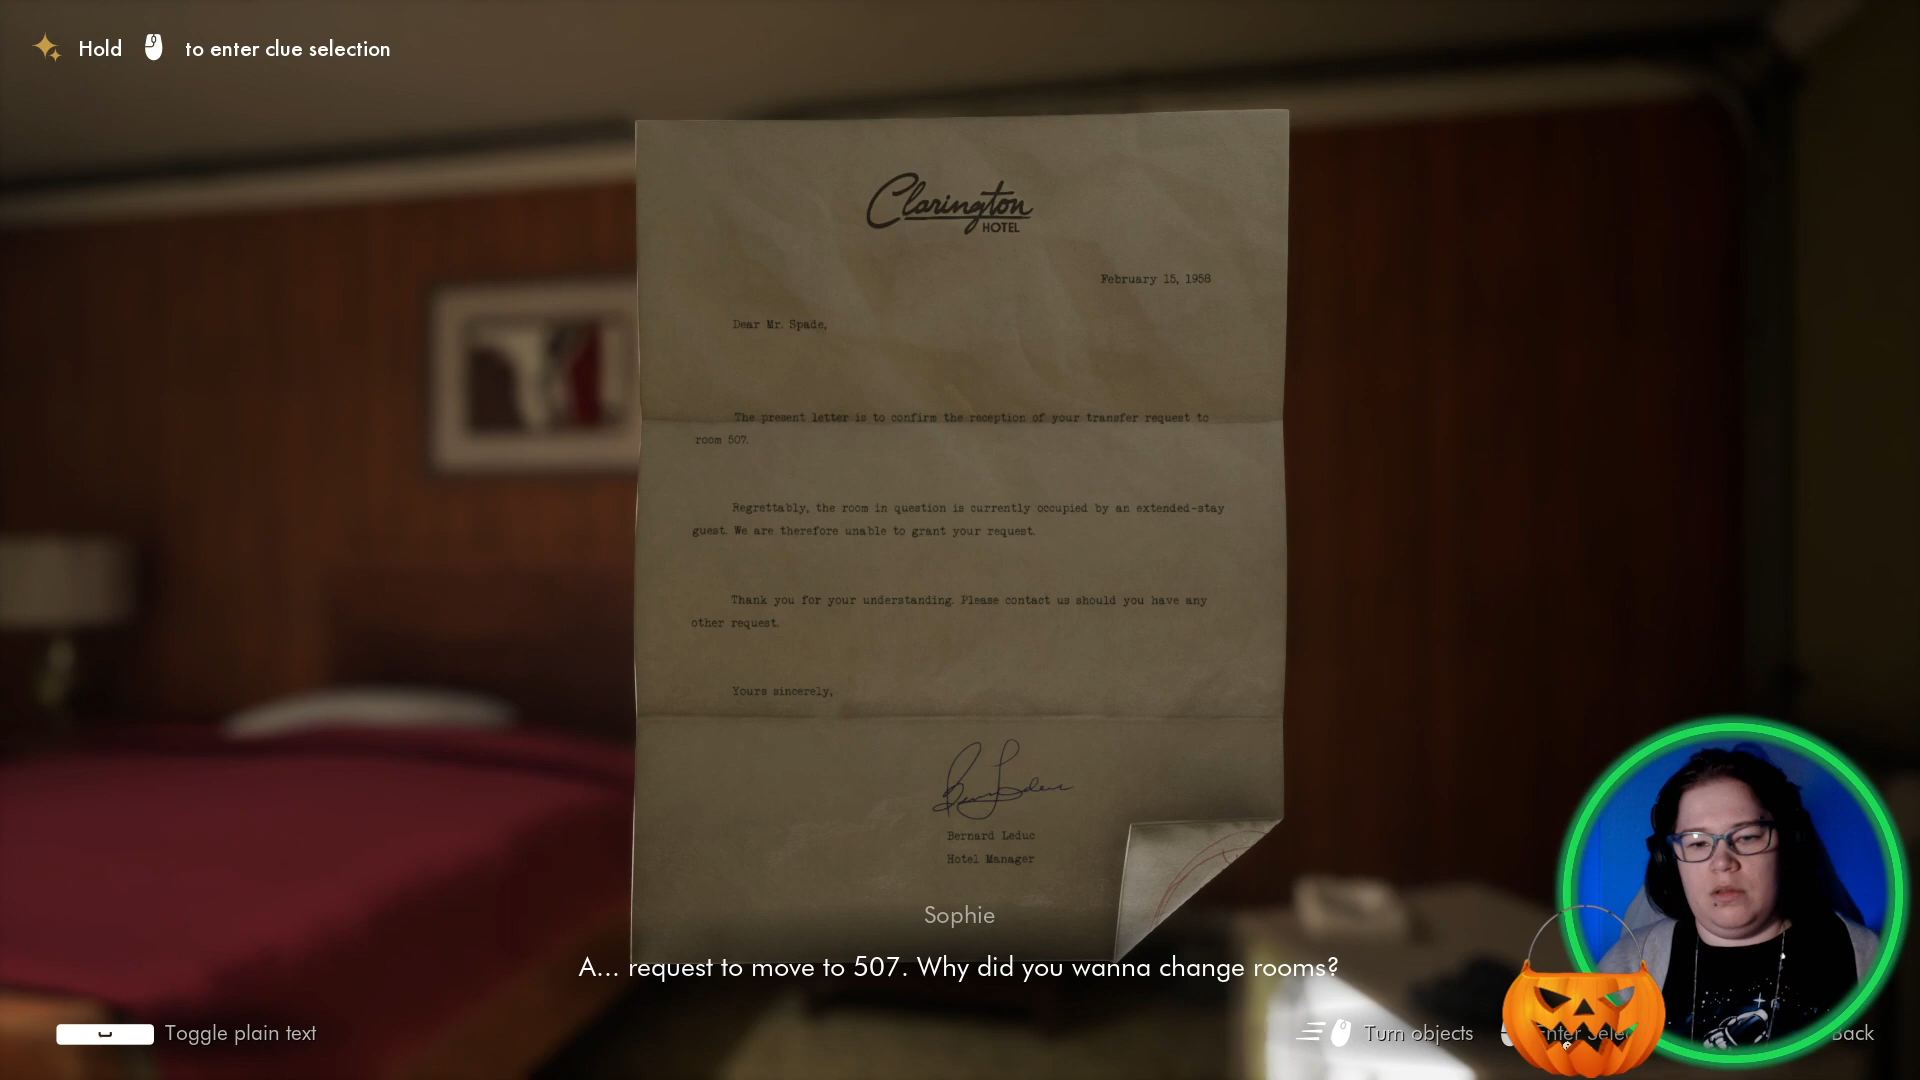 Hold to enter clue selection
Clarington
HOTEL
February 15, 1958
Dear Mr. Spade,
The present letter is to confirm the reception of your transfer request to
room 507.
Regrettably, the room in question is currently occupied by an extended-stay
guest. We are therefore unable to grant your request.
Thank you for your understanding. Please contact us should you have any
other request.
Yours sincerely,
Bernard Leduc
Hotel Manager
Sophie
A... request to move to 507. Why did you wanna change rooms?
Toggle plain text
Turn objects
Enter
Back